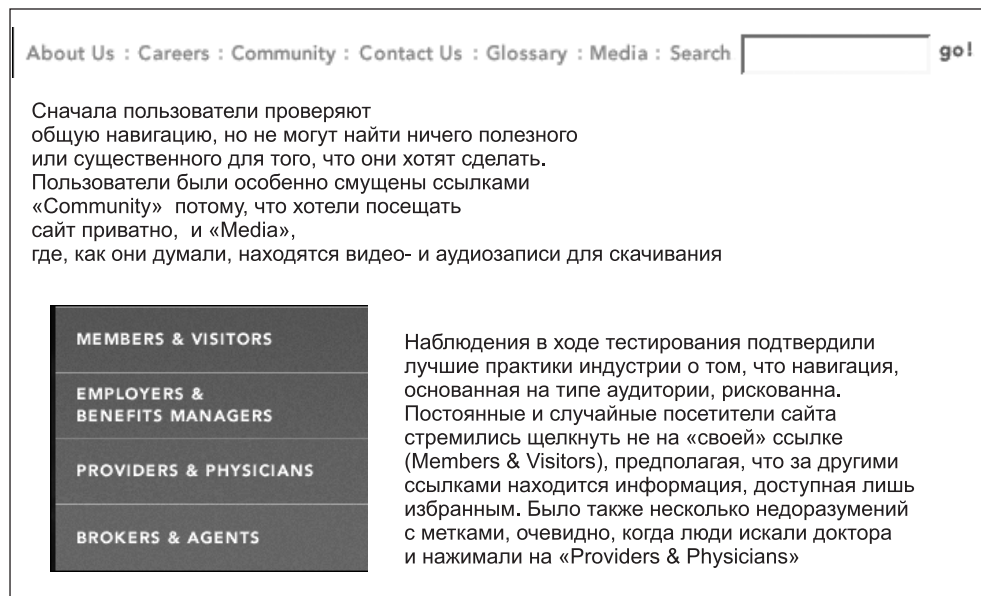 About Us : Careers : Community : Contact Us : Glossary : Media : Search go!
Сначала пользователи проверяют
общую навигацию, но не могут найти ничего полезного
или существенного для того, что они хотят сделать.
Пользователи были особенно смущены ссылками
«Community» потому, что хотели посещать
сайт приватно, и «Media»,
где, как они думали, находятся видео- и аудиозаписи для скачивания
MEMBERS & VISITORS
EMPLOYERS &
BENEFITS MANAGERS
PROVIDERS & PHYSICIANS
BROKERS & AGENTS
Наблюдения в ходе тестирования подтвердили
лучшие практики индустрии о том, что навигация,
основанная на типе аудитории, рискованна.
Постоянные и случайные посетители сайта
стремились щелкнуть не на «своей» ссылке
(Members & Visitors), предполагая, что за другими
ссылками находится информация, доступная лишь
избранным. Было также несколько недоразумений
с метками, очевидно, когда люди искали доктора
и нажимали на «Providers & Physicians»